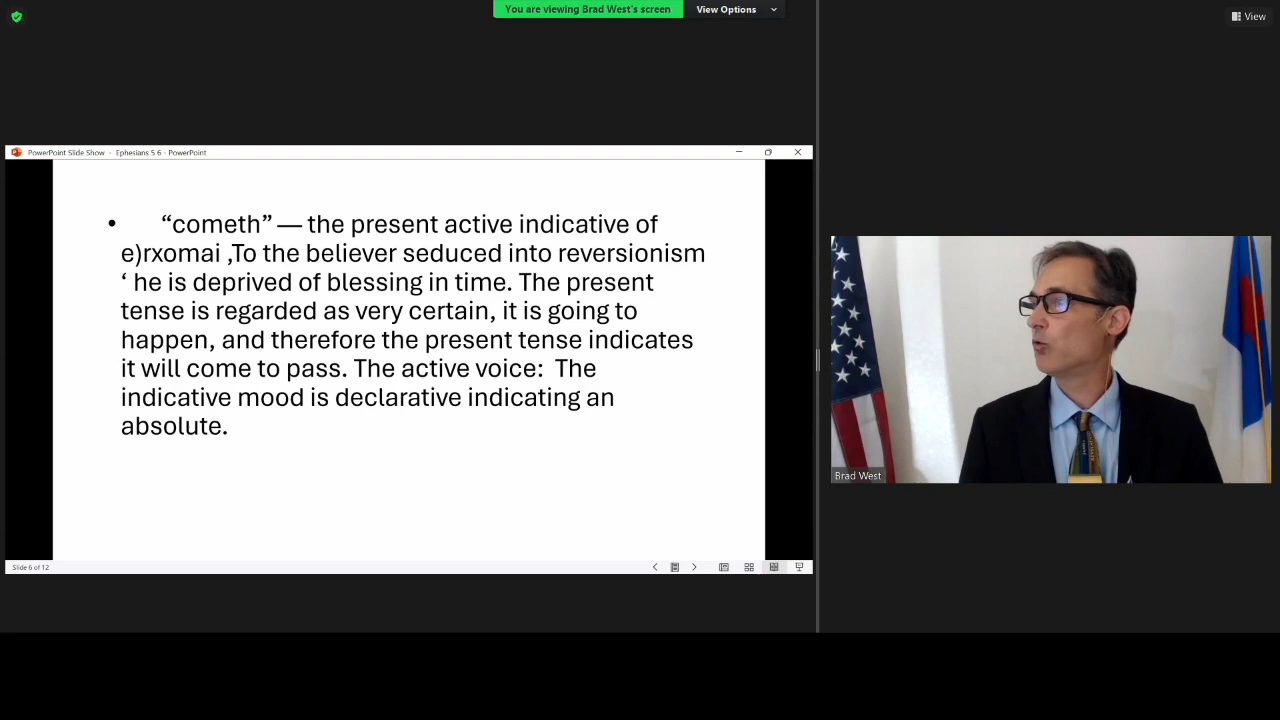 You are viewing Brad West's screen
View Options
View
PowerPoint Slide Show - Ephesians 5 6 - PowerPoint
• “cometh” — the present active indicative of
e)rxomai ,To the believer seduced into reversionism
‘ he is deprived of blessing in time. The present
tense is regarded as very certain, it is going to
happen, and therefore the present tense indicates
it will come to pass. The active voice:  The
indicative mood is declarative indicating an
absolute.
Slide 6 of 12
Brad West